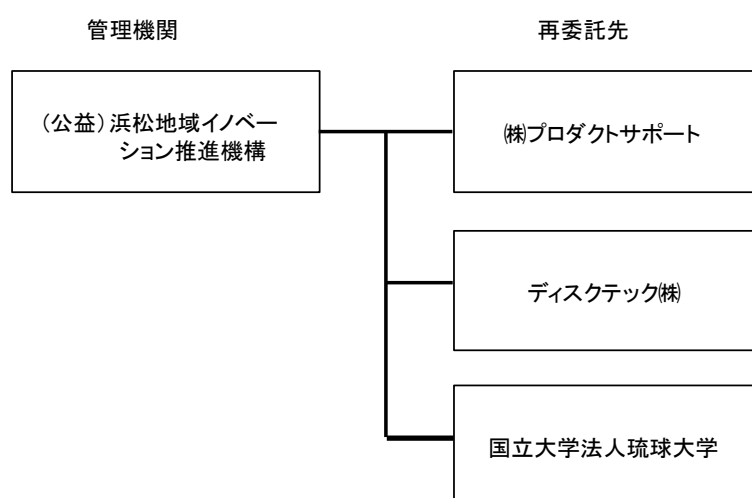 管理機関
再委託先
(公益)浜松地域イノベー
ション推進機構
㈱プロダクトサポート
ディスクテック㈱
国立大学法人琉球大学